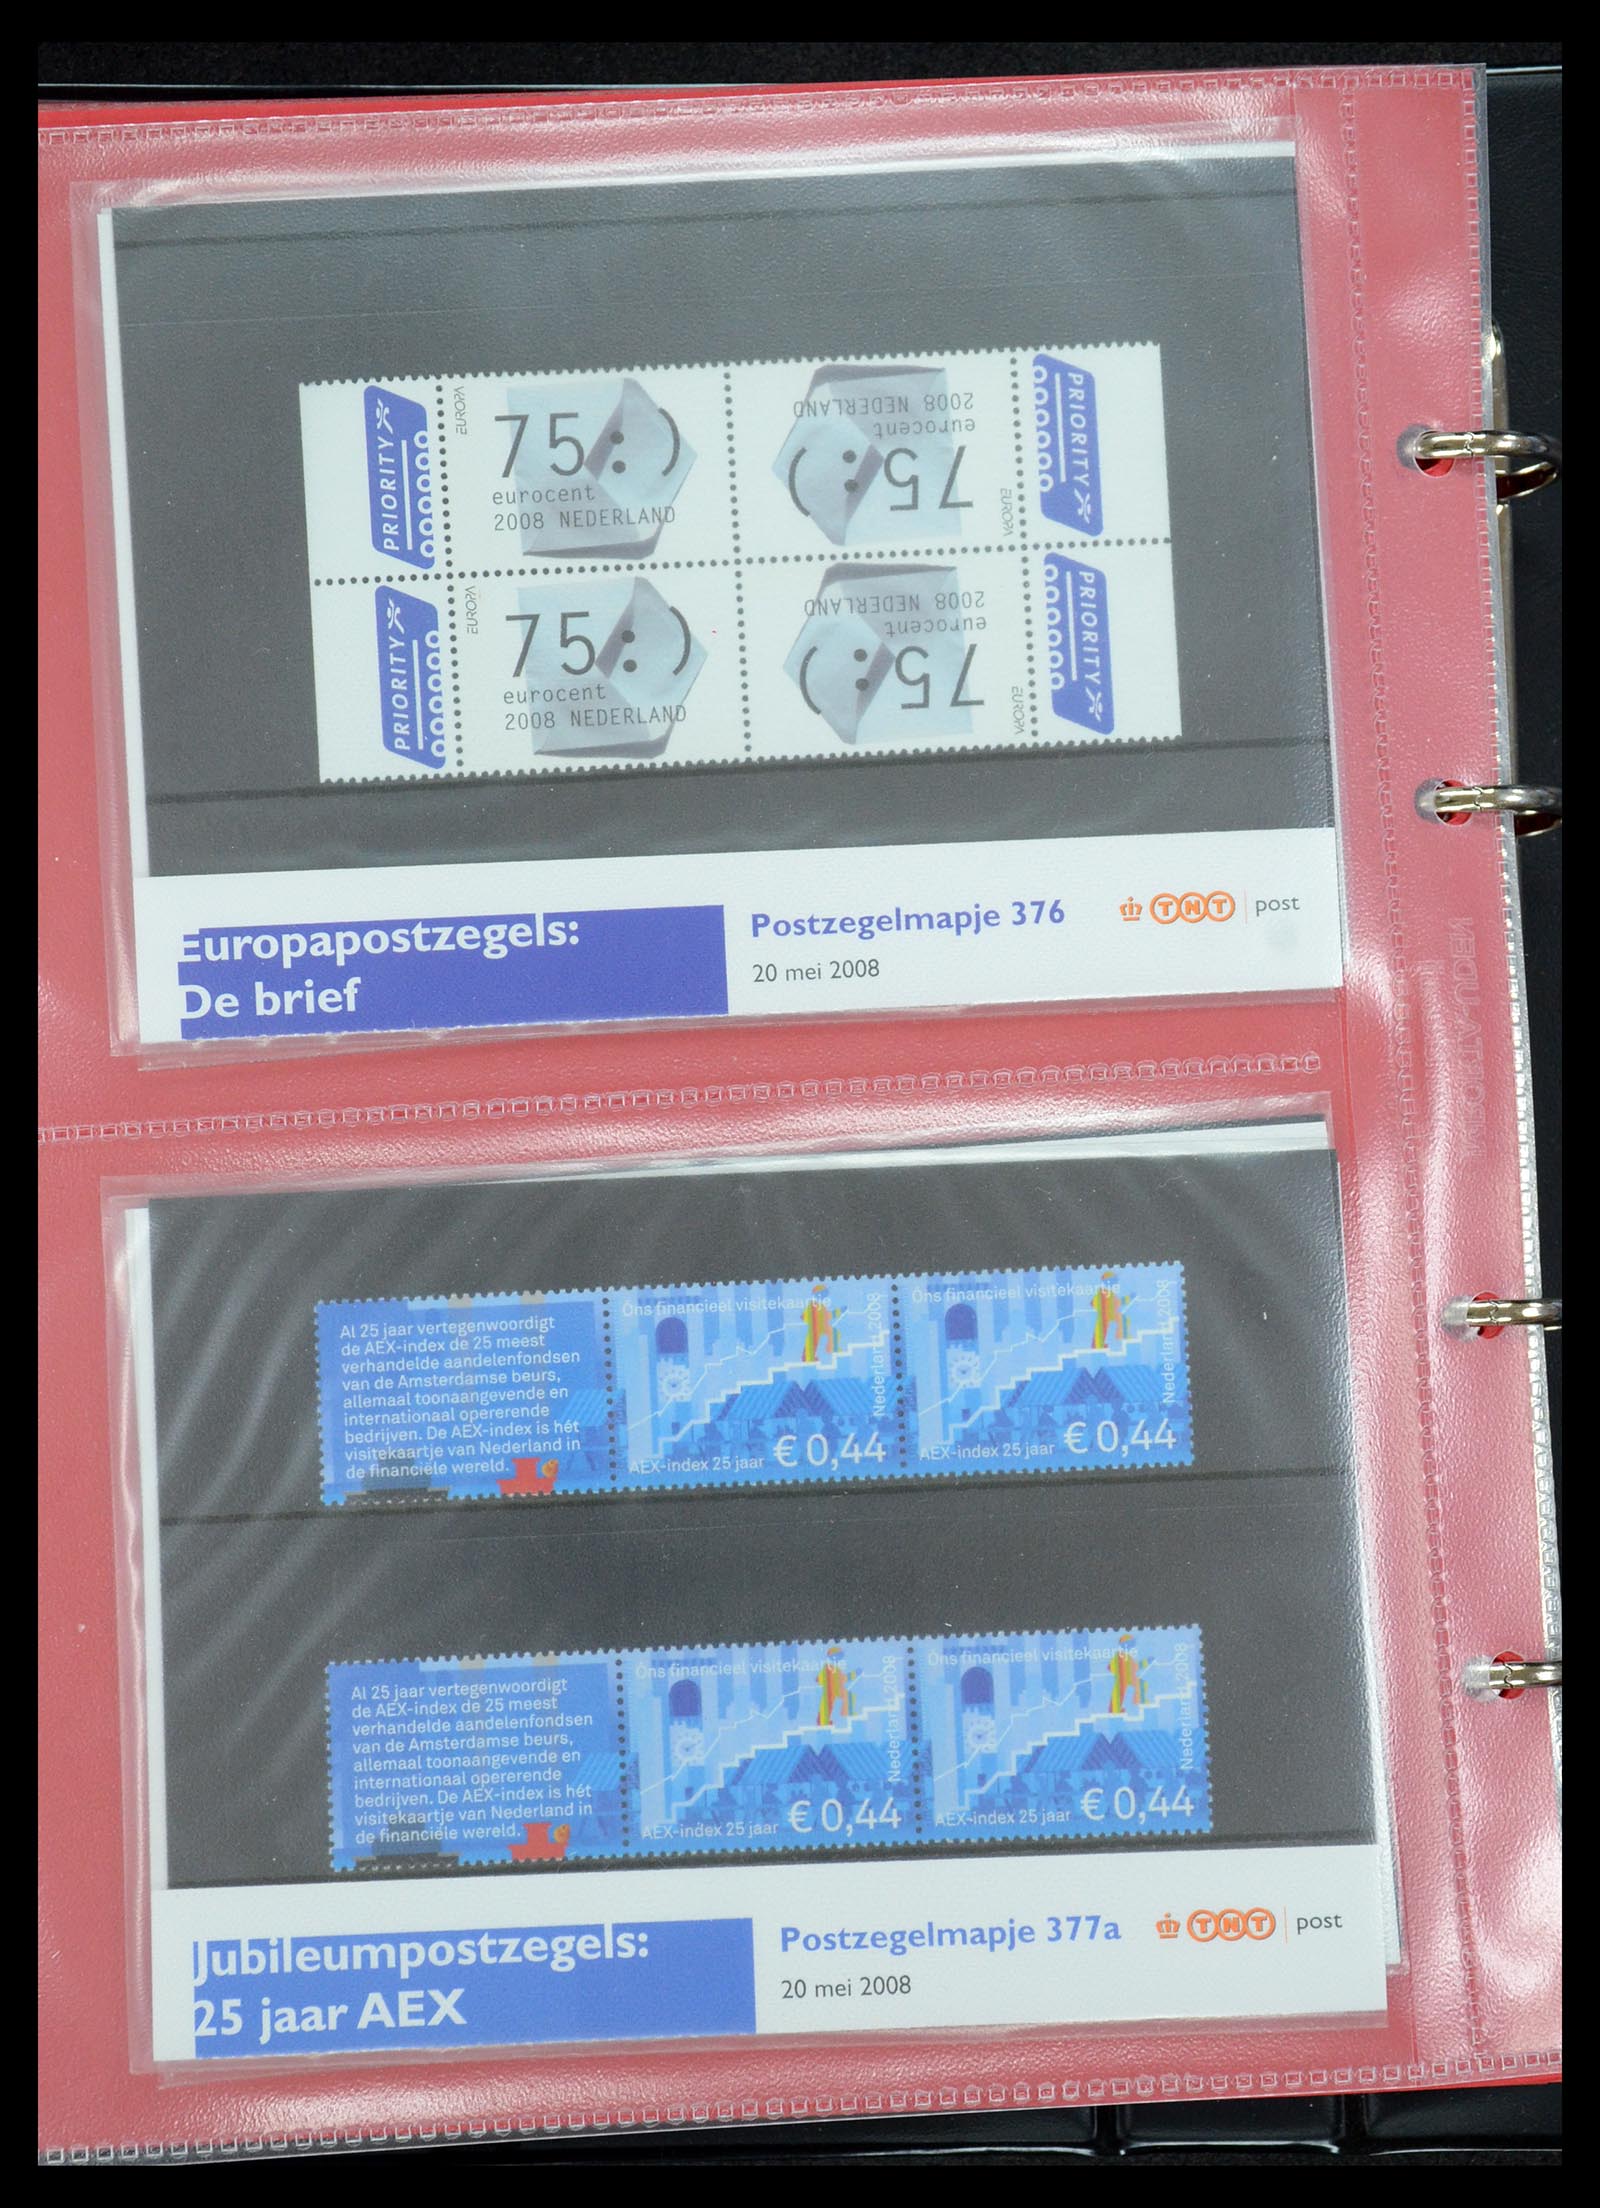 PRIORITY
EUROPA
75:)
eurocent
2008 NEDERLAND
75:)
eurocent
2008 NEDERLAND
EUROPA
PRIORITY
PRIORITY
EUROPA
75:)
eurocent
2008 NEDERLAND
75:)
eurocent
2008 NEDERLAND
EUROPA
PRIORITY
Europapostzegels:
De brief
Postzegelmapje 376
20 mei 2008
TNT post
Al 25 jaar vertegenwoordigt
de AEX-index de 25 meest
verhandelde aandelenfondsen
van de Amsterdamse beurs,
allemaal toonaangevende en
internationaal opererende
bedrijven. De AEX-index is hét
visitekaartje van Nederland in
de financiële wereld.
Ons financieel visitekaartje
Nederland 2008
AEX-index 25 jaar €0,44
Ons financieel visitekaartje
Nederland 2008
AEX-index 25 jaar €0,44
Al 25 jaar vertegenwoordigt
de AEX-index de 25 meest
verhandelde aandelenfondsen
van de Amsterdamse beurs,
allemaal toonaangevende en
internationaal opererende
bedrijven. De AEX-index is hét
visitekaartje van Nederland in
de financiële wereld.
Ons financieel visitekaartje
Nederland 2008
AEX-index 25 jaar €0,44
Ons financieel visitekaartje
Nederland 2008
AEX-index 25 jaar €0,44
Jubileumpostzegels:
25 jaar AEX
Postzegelmapje 377a
20 mei 2008
TNT post